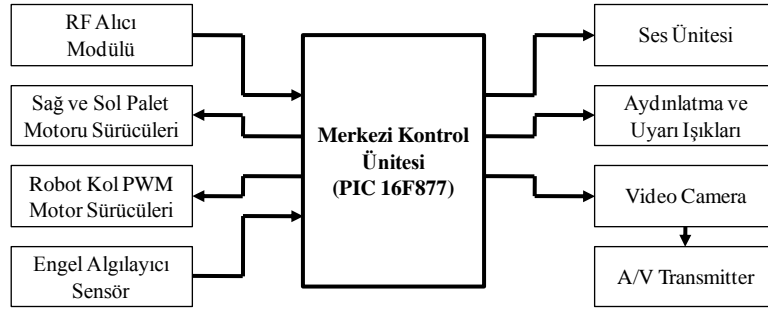 RF Alıcı
Modülü
Sağ ve Sol Palet
Motoru Sürücüleri
Robot Kol PWM
Motor Sürücüleri
Engel Algılayıcı
Sensör
Merkezi Kontrol
Ünitesi
(PIC 16F877)
Ses Ünitesi
Aydınlatma ve
Uyarı Işıkları
Video Camera
A/V Transmitter